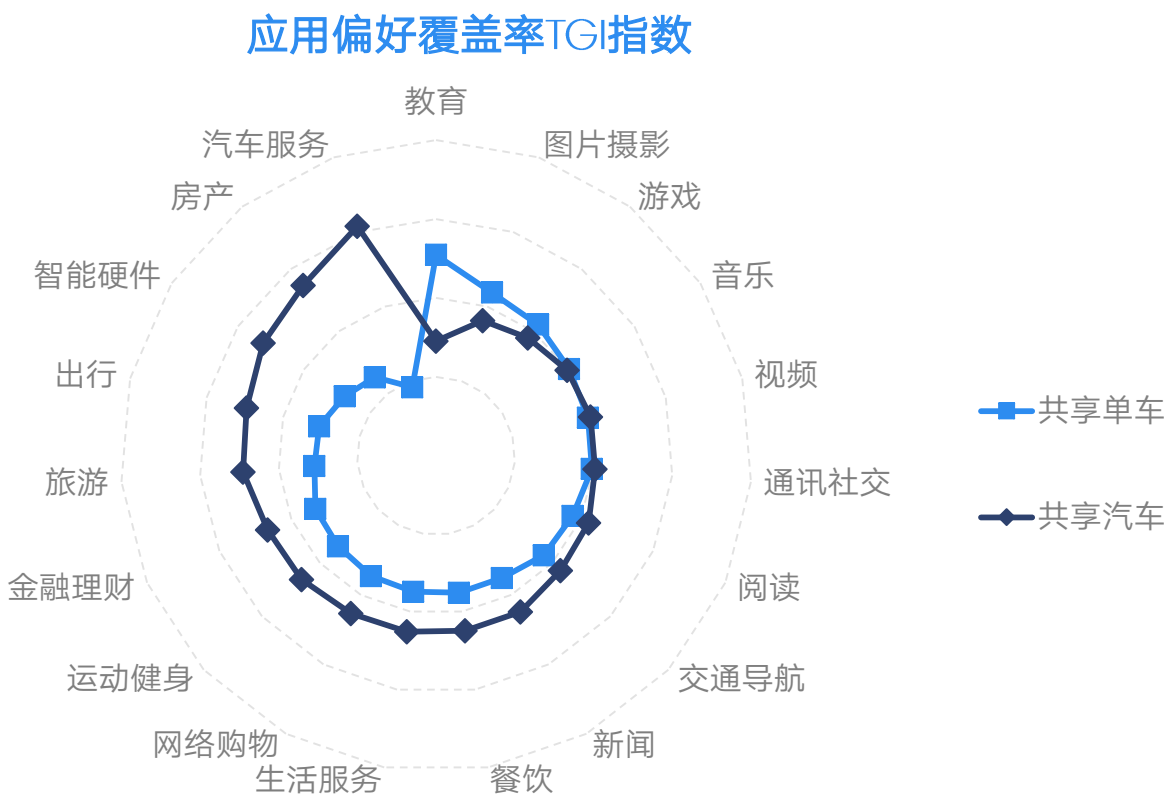 应用偏好覆盖率TGI指数
教育
图片摄影
游戏
音乐
视频
通讯社交
阅读
交通导航
新闻
餐饮
生活服务
网络购物
运动健身
金融理财
旅游
出行
智能硬件
房产
汽车服务
共享单车
共享汽车